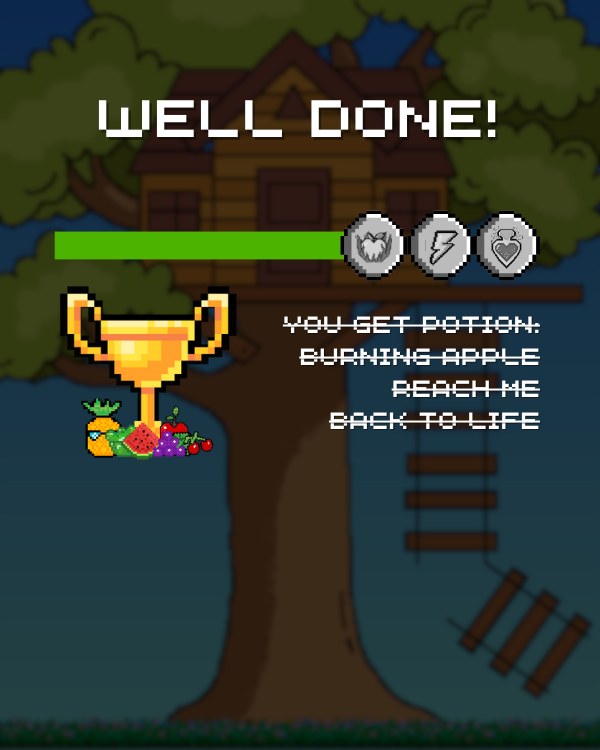 WELL DONE!
YOU GET POTION:
BURNING APPLE
REACH ME
BACK TO LIFE